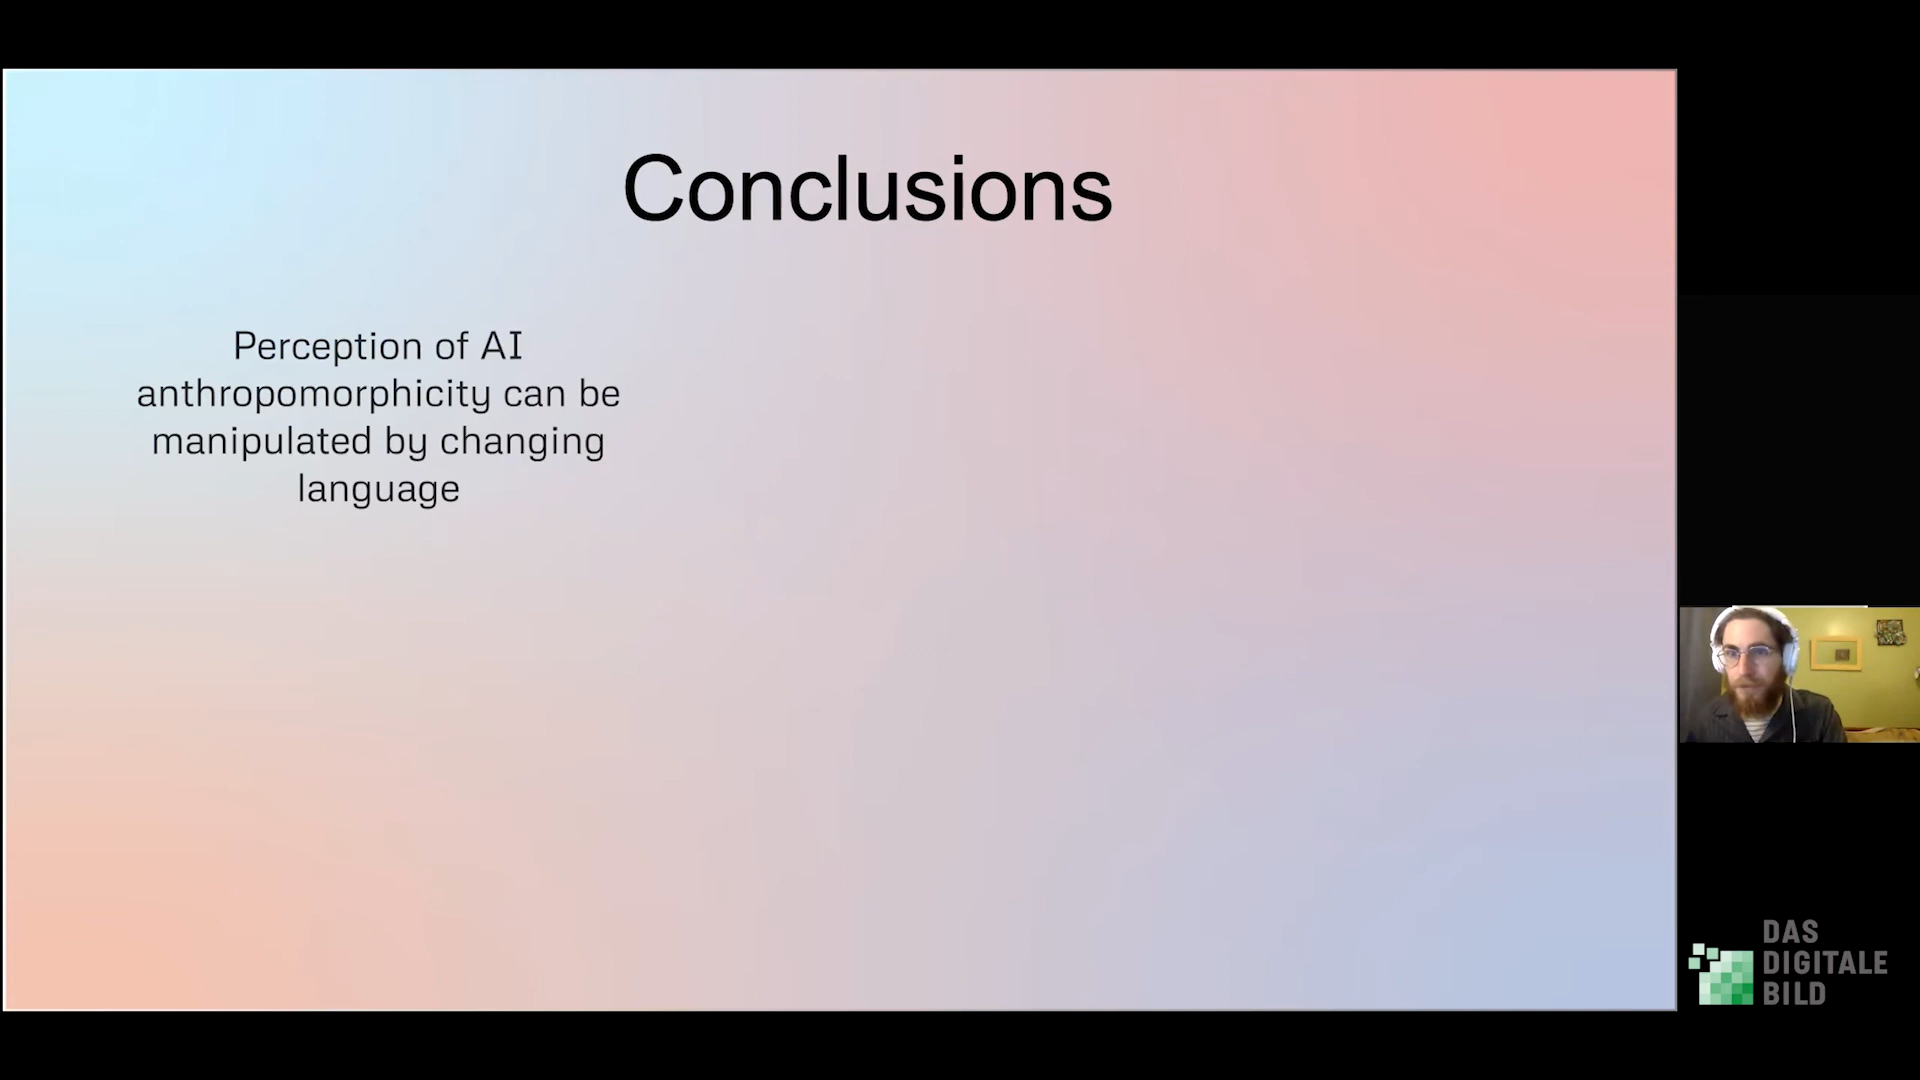 Conclusions
Perception of AI
anthropomorphicity can be
manipulated by changing
language
DAS
DIGITALE
BILD